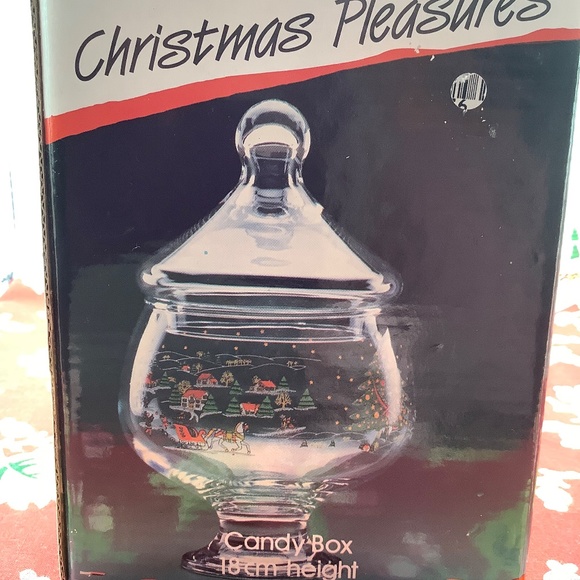 Christmas Pleasures
Candy Box
18 cm height